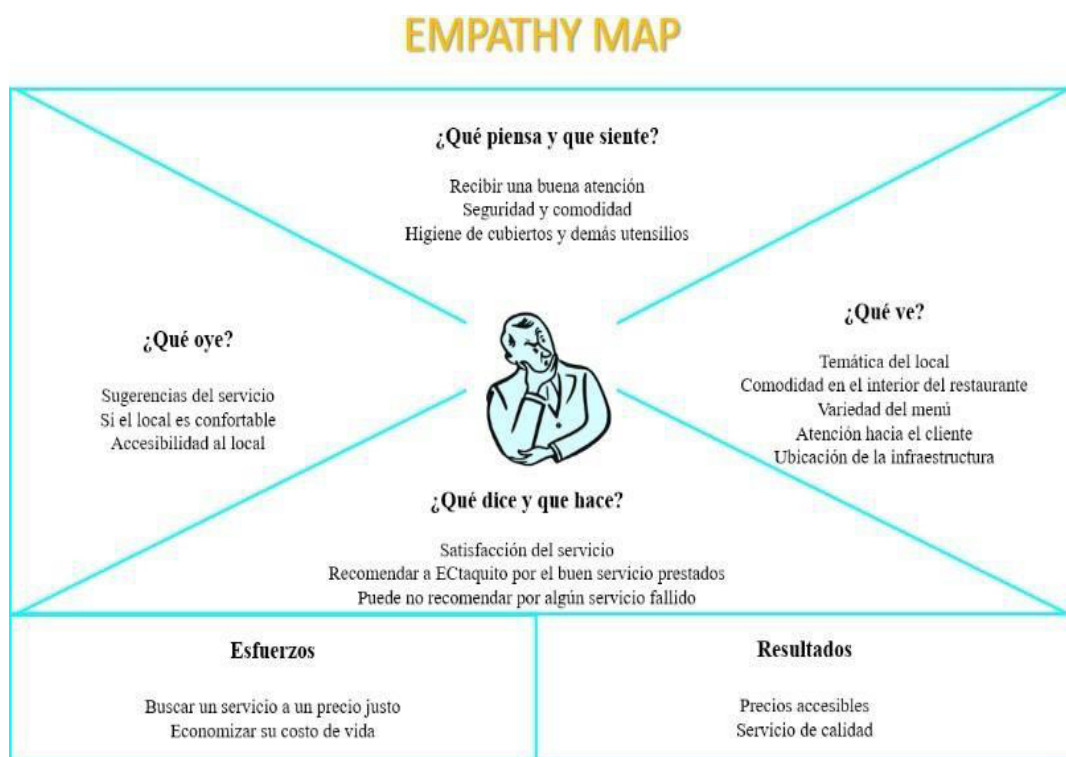 EMPATHY MAP
¿Qué piensa y que siente?
Recibir una buena atención
Seguridad y comodidad
Higiene de cubiertos y demás utensilios
¿Qué oye?
Sugerencias del servicio
Si el local es confortable
Accesibilidad al local
¿Qué ve?
Temática del local
Comodidad en el interior del restaurante
Variedad del menú
Atención hacia el cliente
Ubicación de la infraestructura
¿Qué dice y que hace?
Satisfacción del servicio
Recomendar a ECtaquito por el buen servicio prestados
Puede no recomendar por algún servicio fallido
Esfuerzos
Buscar un servicio a un precio justo
Economizar su costo de vida
Resultados
Precios accesibles
Servicio de calidad